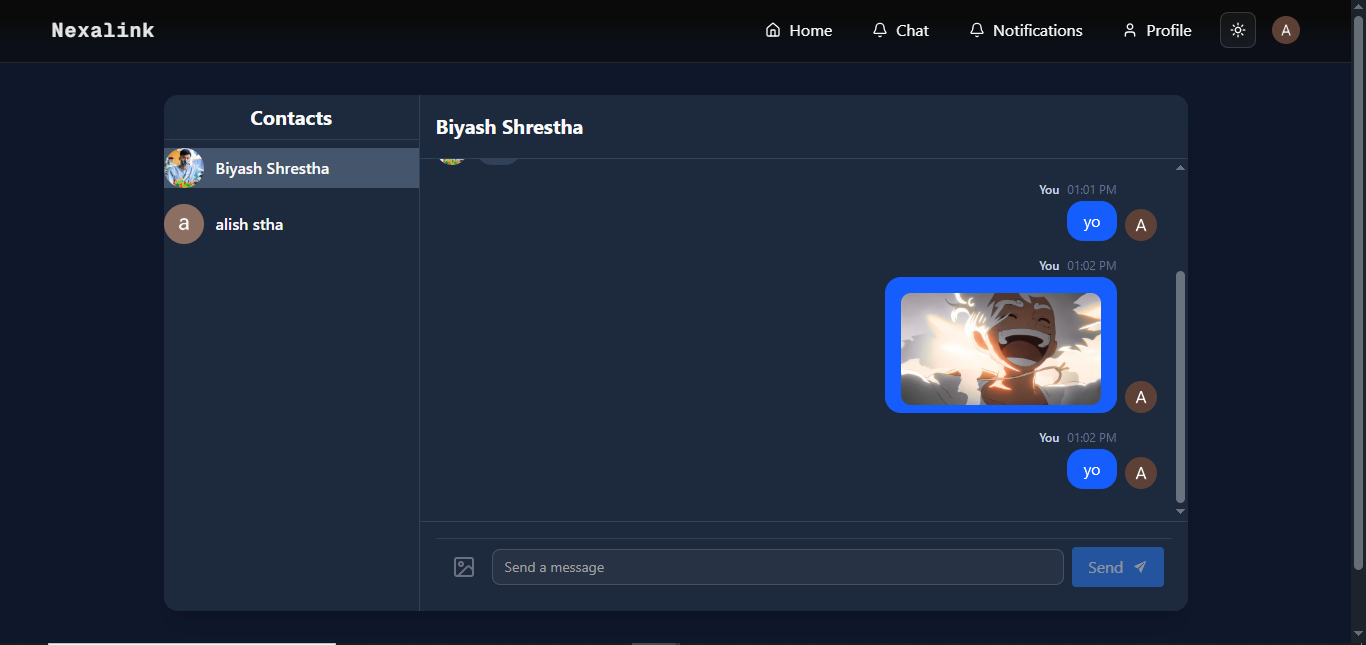 Nexalink
Home
Chat
Notifications
Profile
A
Contacts
Biyash Shrestha
a
alish stha
Biyash Shrestha
You 01:01 PM
yo
A
You 01:02 PM
A
You 01:02 PM
yo
A
Send a message
Send